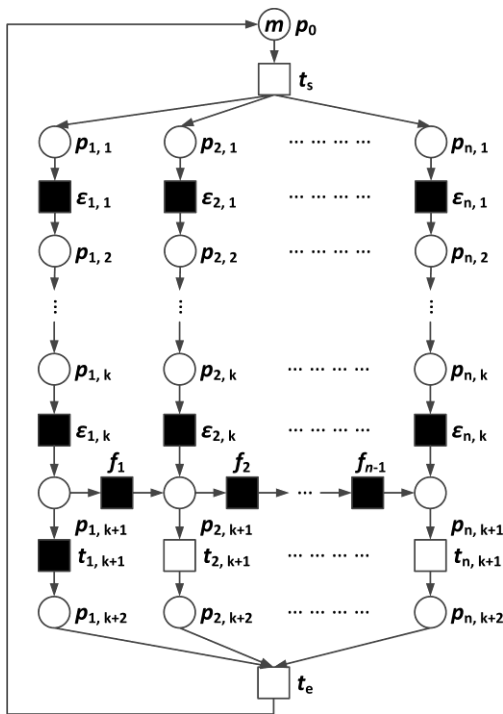 m p0
ts
p1, 1 p2, 1 ... ... ... ... pn, 1
ε1, 1 ε2, 1 ... ... ... ... εn, 1
p1, 2 p2, 2 ... ... ... ... pn, 2
... ... ...
p1, k p2, k ... ... ... ... pn, k
ε1, k ε2, k ... ... ... ... εn, k
f1 f2 fn-1
...
p1, k+1 p2, k+1 pn, k+1
t1, k+1 t2, k+1 ... ... ... ... tn, k+1
p1, k+2 p2, k+2 ... ... ... ... pn, k+2
te